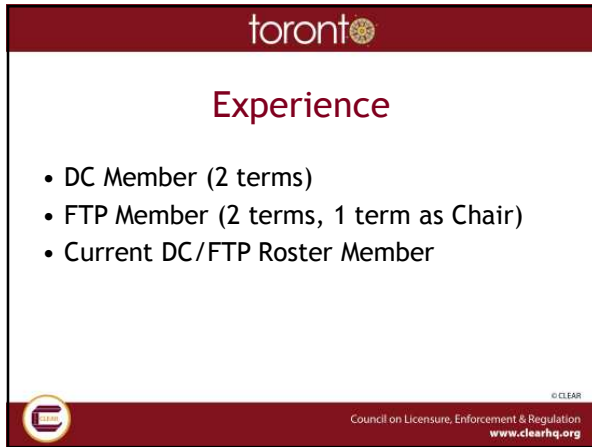 toronto
Experience
• DC Member (2 terms)
• FTP Member (2 terms, 1 term as Chair)
• Current DC/FTP Roster Member
© CLEAR
CLEAR
Council on Licensure, Enforcement & Regulation
www.clearhq.org